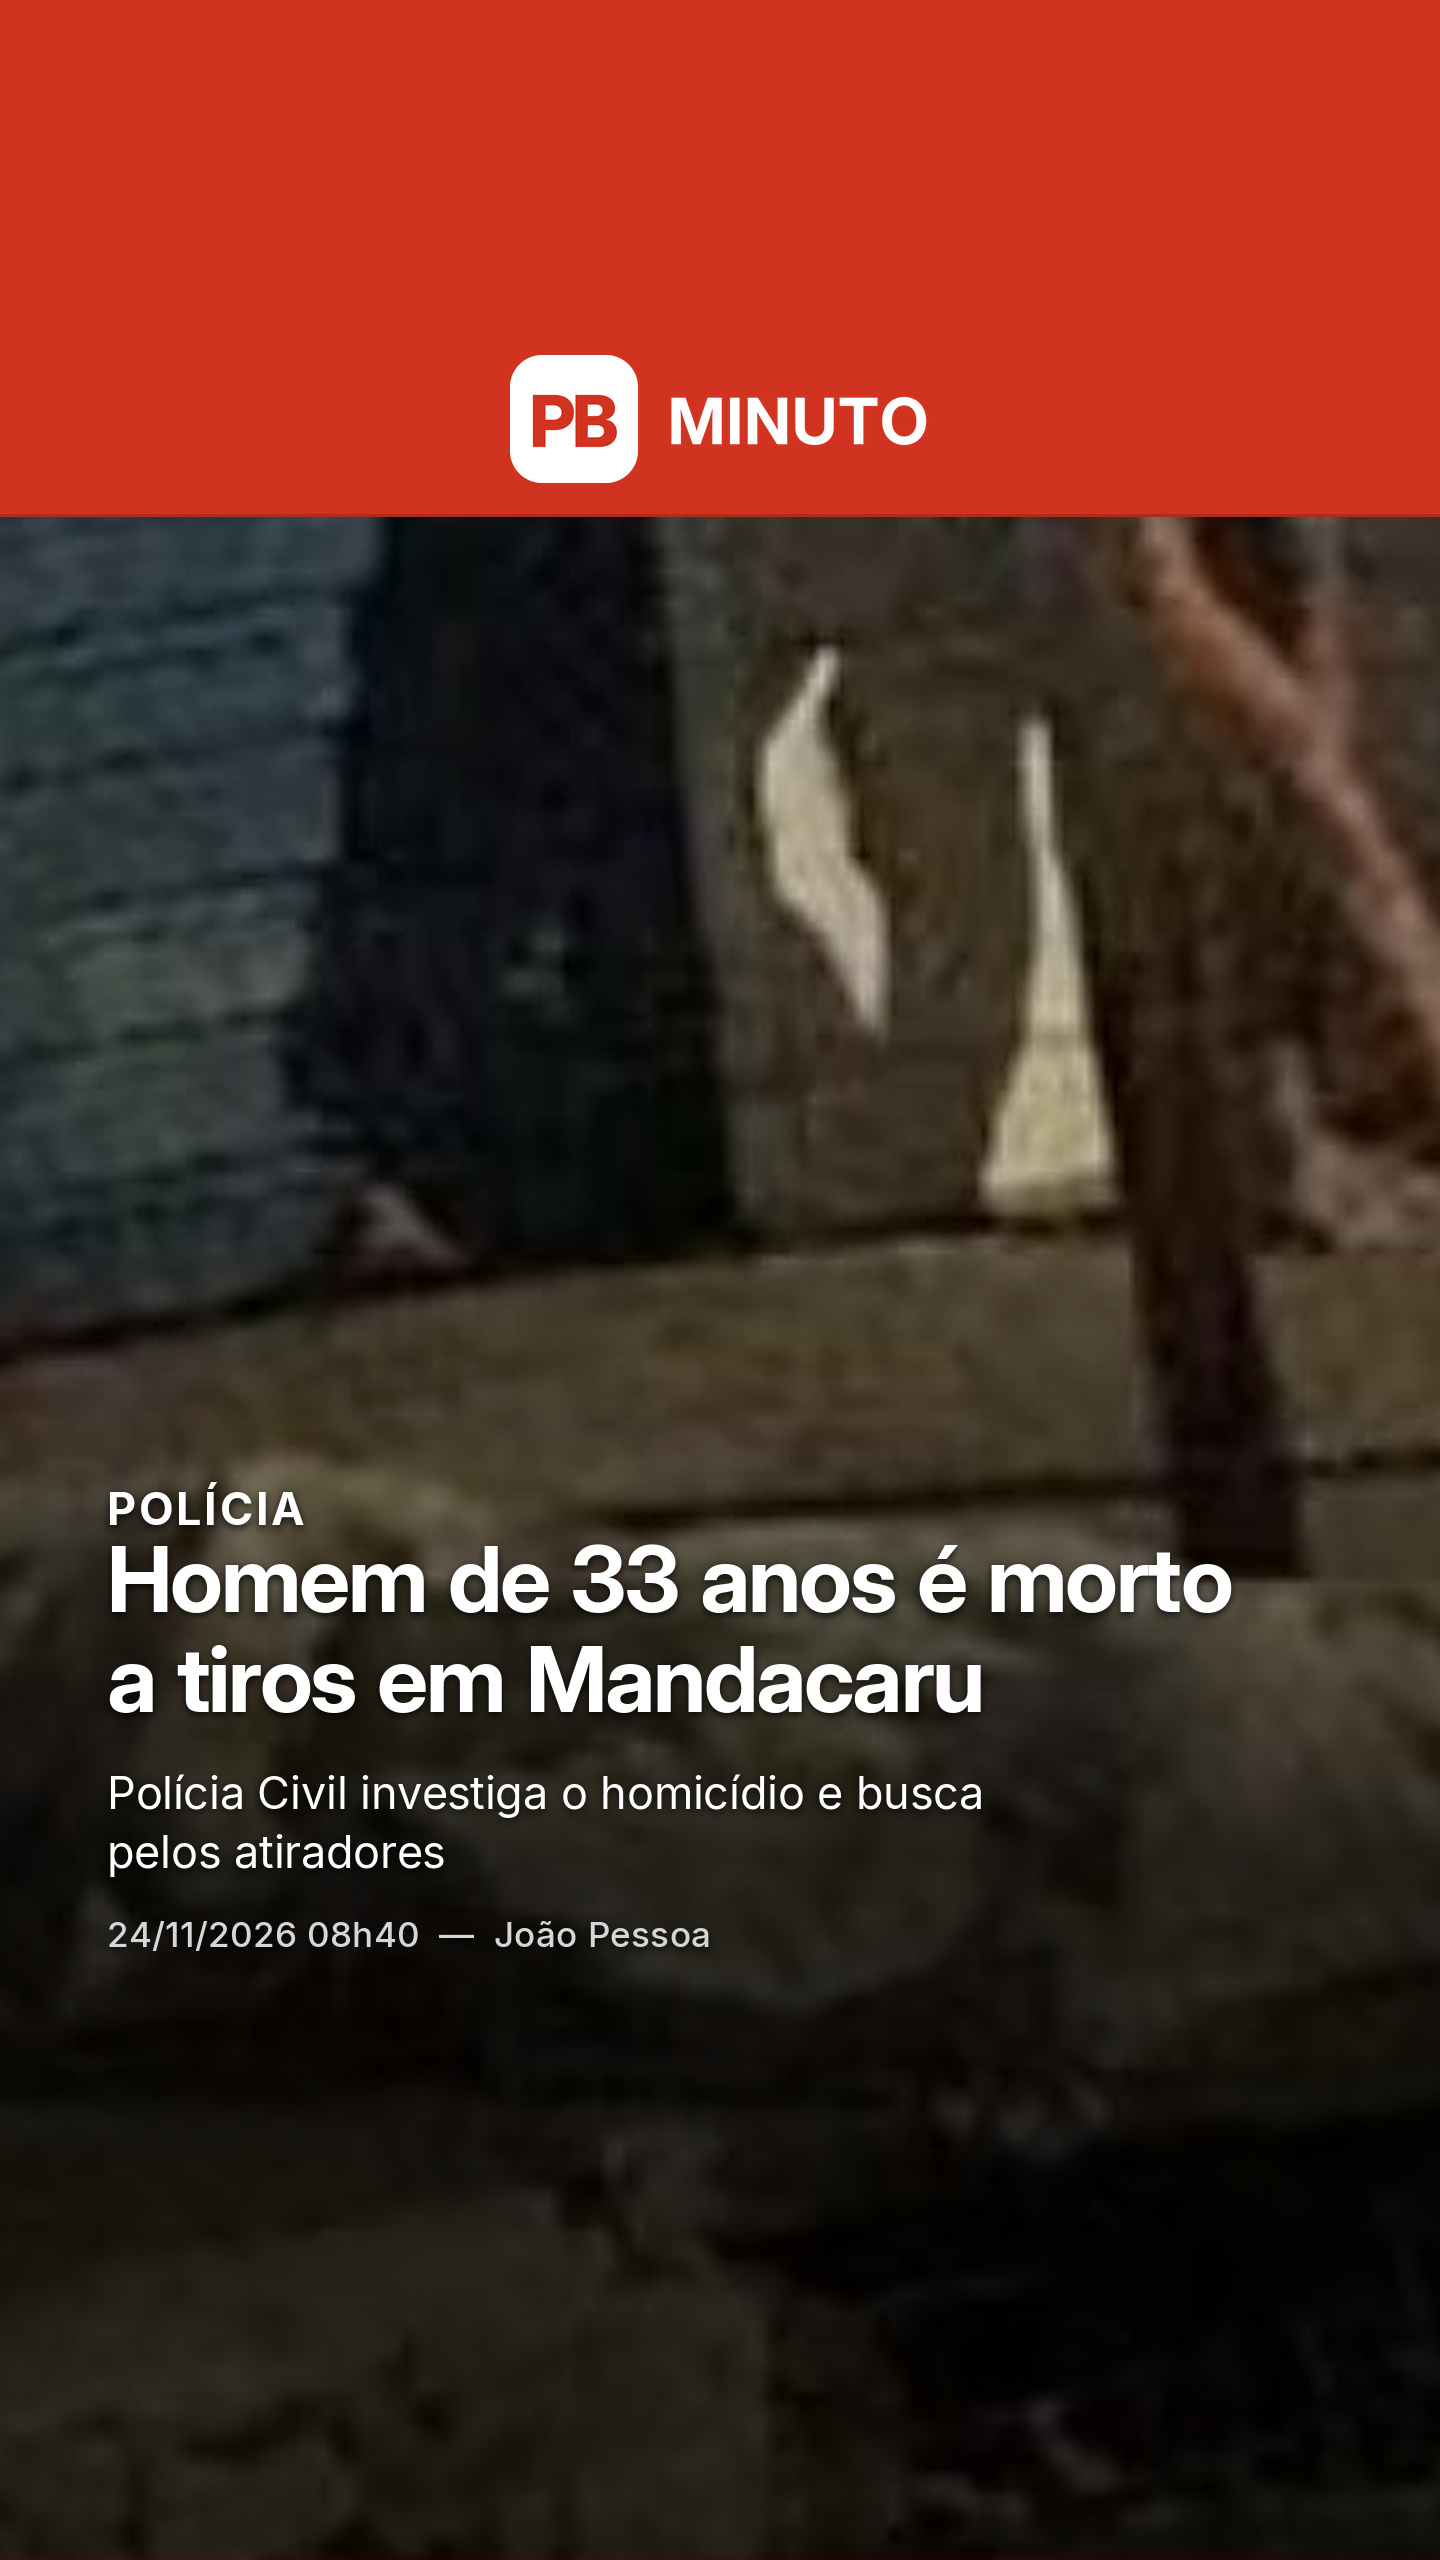 PB MINUTO
POLÍCIA
Homem de 33 anos é morto
a tiros em Mandacaru
Polícia Civil investiga o homicídio e busca
pelos atiradores
24/11/2026 08h40 — João Pessoa